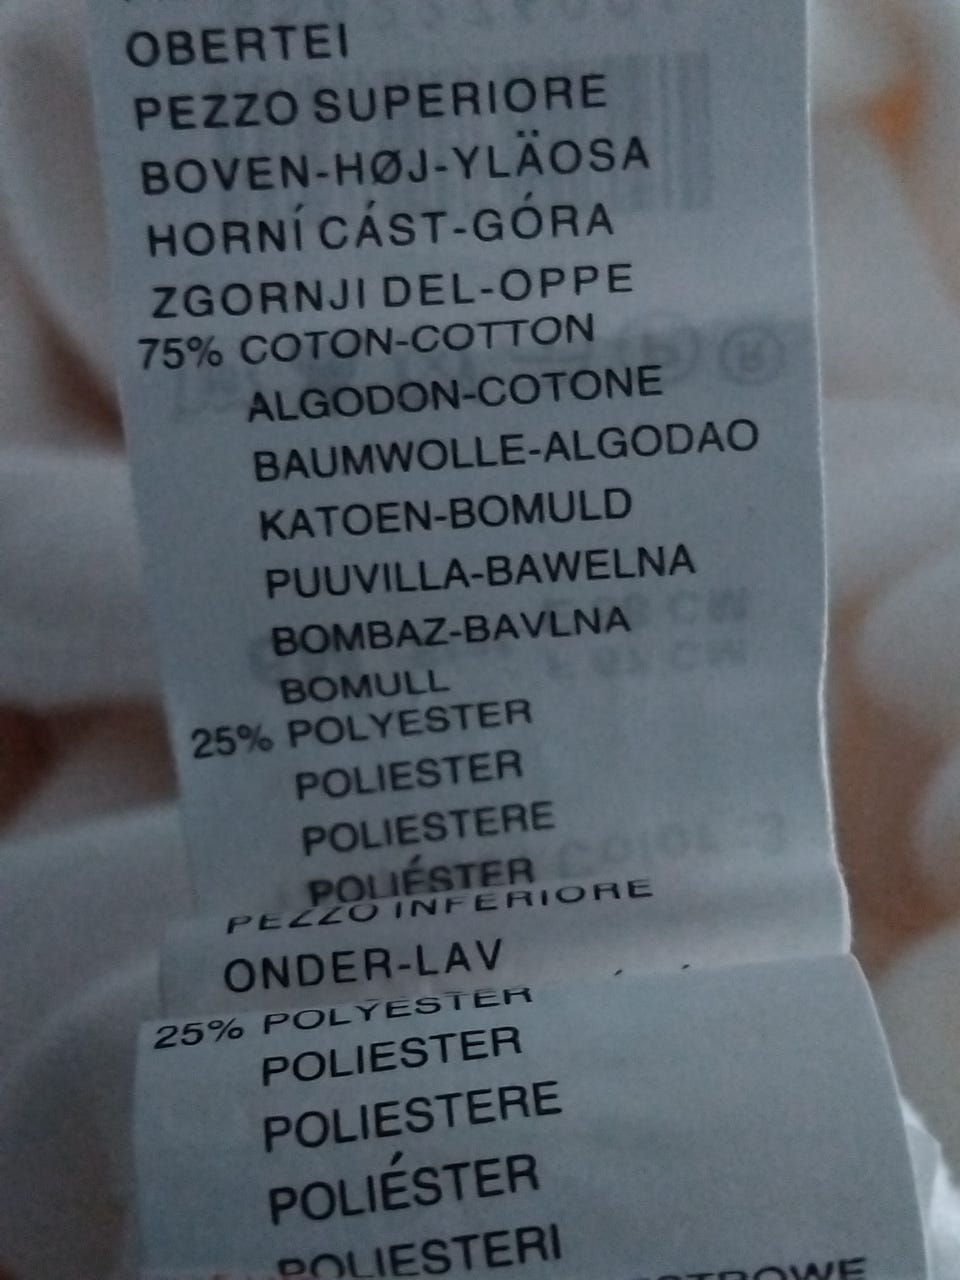 OBERTEI
PEZZO SUPERIORE
BOVEN-HØJ-YLÄOSA
HORNÍ CÁST-GÓRA
ZGORNJI DEL-OPPE
75% COTON-COTTON
ALGODON-COTONE
BAUMWOLLE-ALGODAO
KATOEN-BOMULD
PUUVILLA-BAWELNA
BOMBAZ-BAVLNA
BOMULL
25% POLYESTER
POLIESTER
POLIESTERE
POLIÉSTER
PEZZO INFERIORE
ONDER-LAV
25% POLYESTER
POLIESTER
POLIESTERE
POLIÉSTER
POLIESTERI